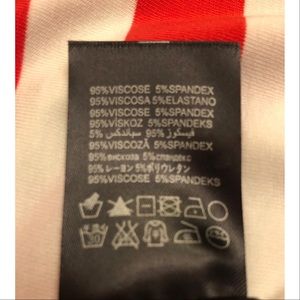 95%VISCOSE 5%SPANDEX
95%VISCOSA 5%ELASTANO
95%VISCOSE 5%SPANDEX
95%VİSKOZ 5%SPANDEKS
فيسكوز 95% سباندكس 5%
95%VISCOZĂ 5%SPANDEX
95%вискоза 5%спандекс
95%レーヨン 5%ポリウレタン
95%VISCOSE 5%SPANDEKS
30